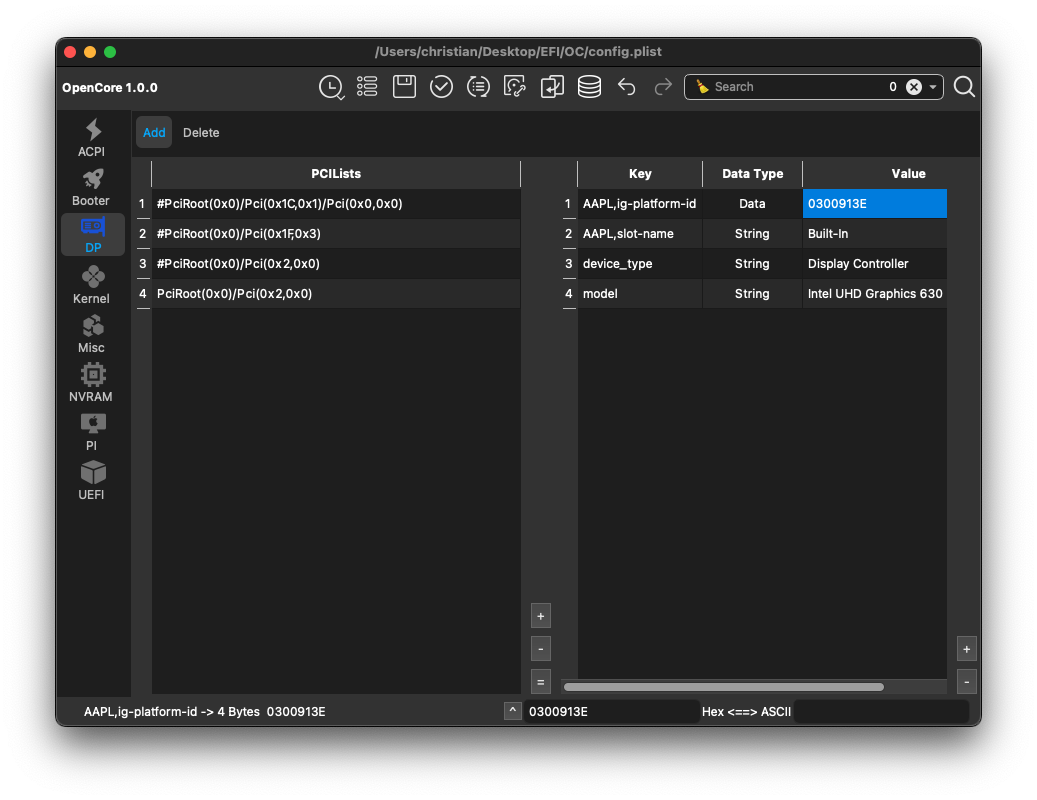 /Users/christian/Desktop/EFI/OC/config.plist
OpenCore 1.0.0
Search 0
ACPI
Booter
DP
Kernel
Misc
NVRAM
PI
UEFI
Add Delete
PCILists
1 #PciRoot(0x0)/Pci(0x1C,0x1)/Pci(0x0,0x0)
2 #PciRoot(0x0)/Pci(0x1F,0x3)
3 #PciRoot(0x0)/Pci(0x2,0x0)
4 PciRoot(0x0)/Pci(0x2,0x0)
+
-
=
Key Data Type Value
1 AAPL,ig-platform-id Data 0300913E
2 AAPL,slot-name String Built-In
3 device_type String Display Controller
4 model String Intel UHD Graphics 630
+
-
AAPL,ig-platform-id -> 4 Bytes 0300913E ^ 0300913E Hex <==> ASCII